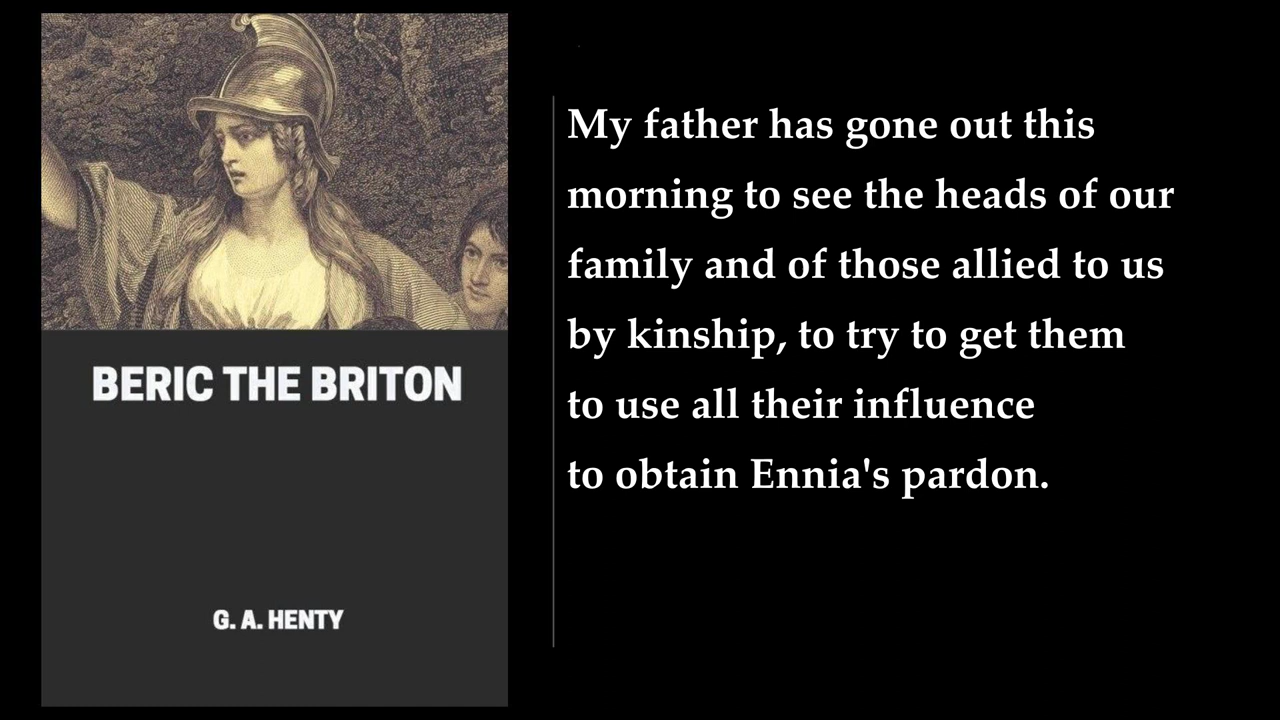 BERIC THE BRITON
G. A. HENTY
My father has gone out this
morning to see the heads of our
family and of those allied to us
by kinship, to try to get them
to use all their influence
to obtain Ennia's pardon.